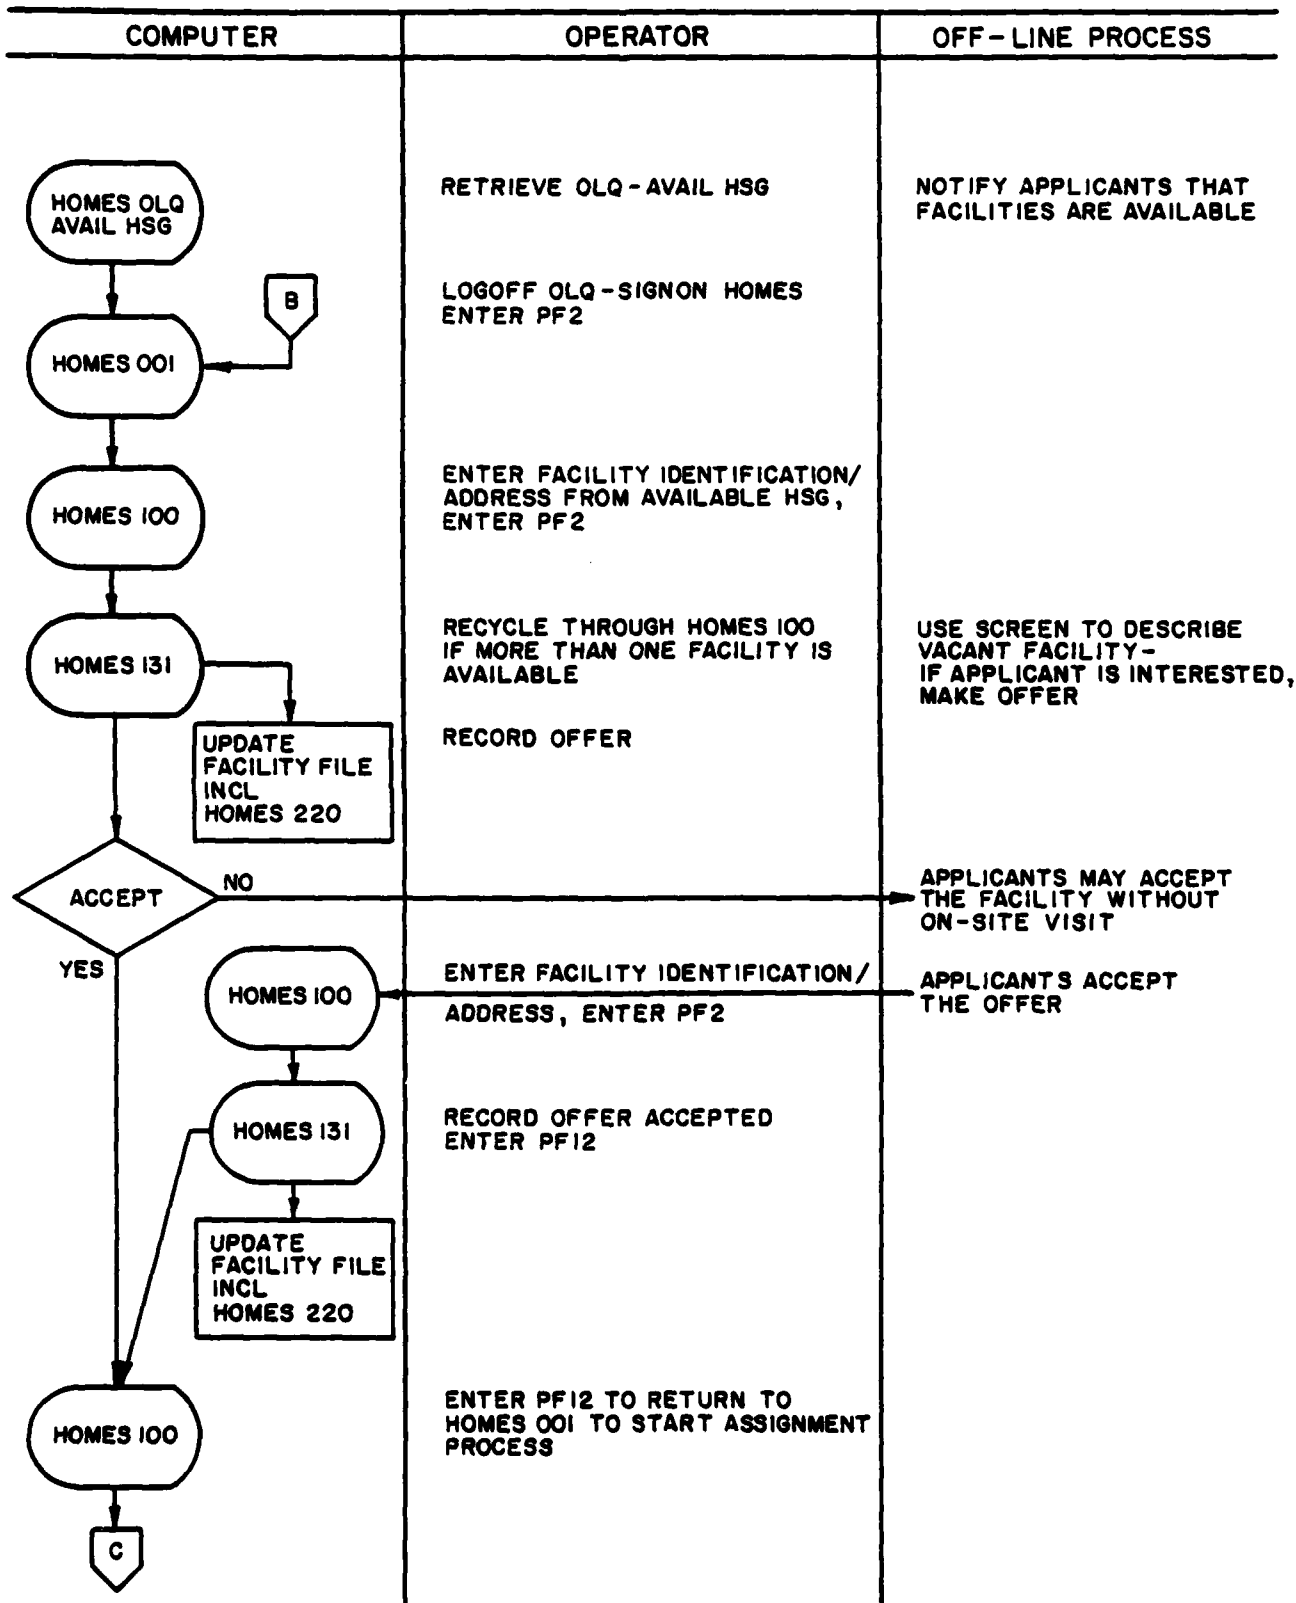 COMPUTER
OPERATOR
OFF-LINE PROCESS
HOMES OLQ
AVAIL HSG
RETRIEVE OLQ-AVAIL HSG
NOTIFY APPLICANTS THAT
FACILITIES ARE AVAILABLE
B
LOGOFF OLQ-SIGNON HOMES
ENTER PF2
HOMES 001
HOMES 100
ENTER FACILITY IDENTIFICATION/
ADDRESS FROM AVAILABLE HSG,
ENTER PF2
HOMES 131
RECYCLE THROUGH HOMES 100
IF MORE THAN ONE FACILITY IS
AVAILABLE
USE SCREEN TO DESCRIBE
VACANT FACILITY-
IF APPLICANT IS INTERESTED,
MAKE OFFER
UPDATE
FACILITY FILE
INCL
HOMES 220
RECORD OFFER
ACCEPT
NO
APPLICANTS MAY ACCEPT
THE FACILITY WITHOUT
ON-SITE VISIT
YES
HOMES 100
ENTER FACILITY IDENTIFICATION/
ADDRESS, ENTER PF2
APPLICANTS ACCEPT
THE OFFER
HOMES 131
RECORD OFFER ACCEPTED
ENTER PF12
UPDATE
FACILITY FILE
INCL
HOMES 220
HOMES 100
ENTER PF12 TO RETURN TO
HOMES 001 TO START ASSIGNMENT
PROCESS
C